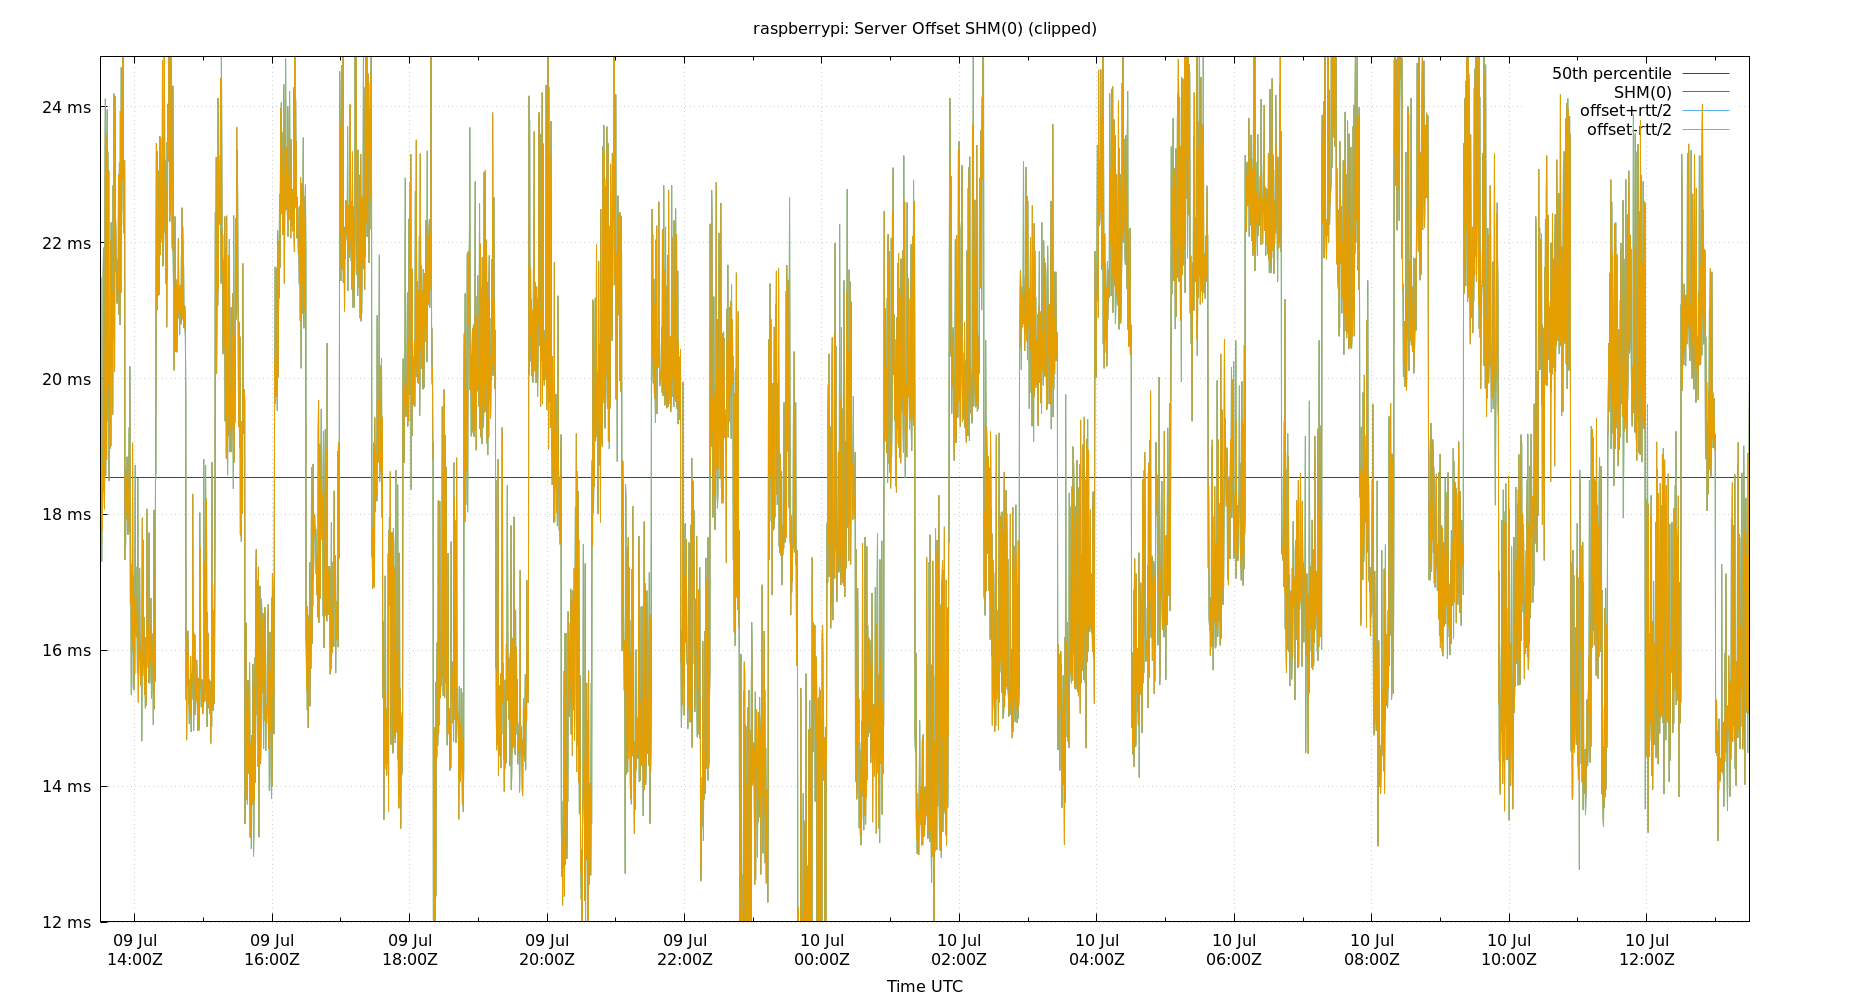 raspberrypi: Server Offset SHM(0) (clipped)
50th percentile
SHM(0)
offset+rtt/2
offset-rtt/2
24 ms
22 ms
20 ms
18 ms
16 ms
14 ms
12 ms
09 Jul 09 Jul 09 Jul 09 Jul 09 Jul 10 Jul 10 Jul 10 Jul 10 Jul 10 Jul 10 Jul 10 Jul
14:00Z 16:00Z 18:00Z 20:00Z 22:00Z 00:00Z 02:00Z 04:00Z 06:00Z 08:00Z 10:00Z 12:00Z
Time UTC